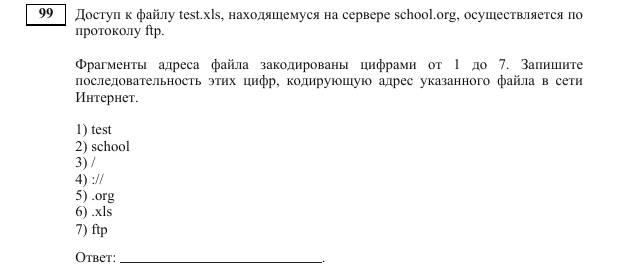 99
Доступ к файлу test.xls, находящемуся на сервере school.org, осуществляется по
протоколу ftp.
Фрагменты адреса файла закодированы цифрами от 1 до 7. Запишите
последовательность этих цифр, кодирующую адрес указанного файла в сети
Интернет.
1) test
2) school
3) /
4) ://
5) .org
6) .xls
7) ftp
Ответ: ____________________________.